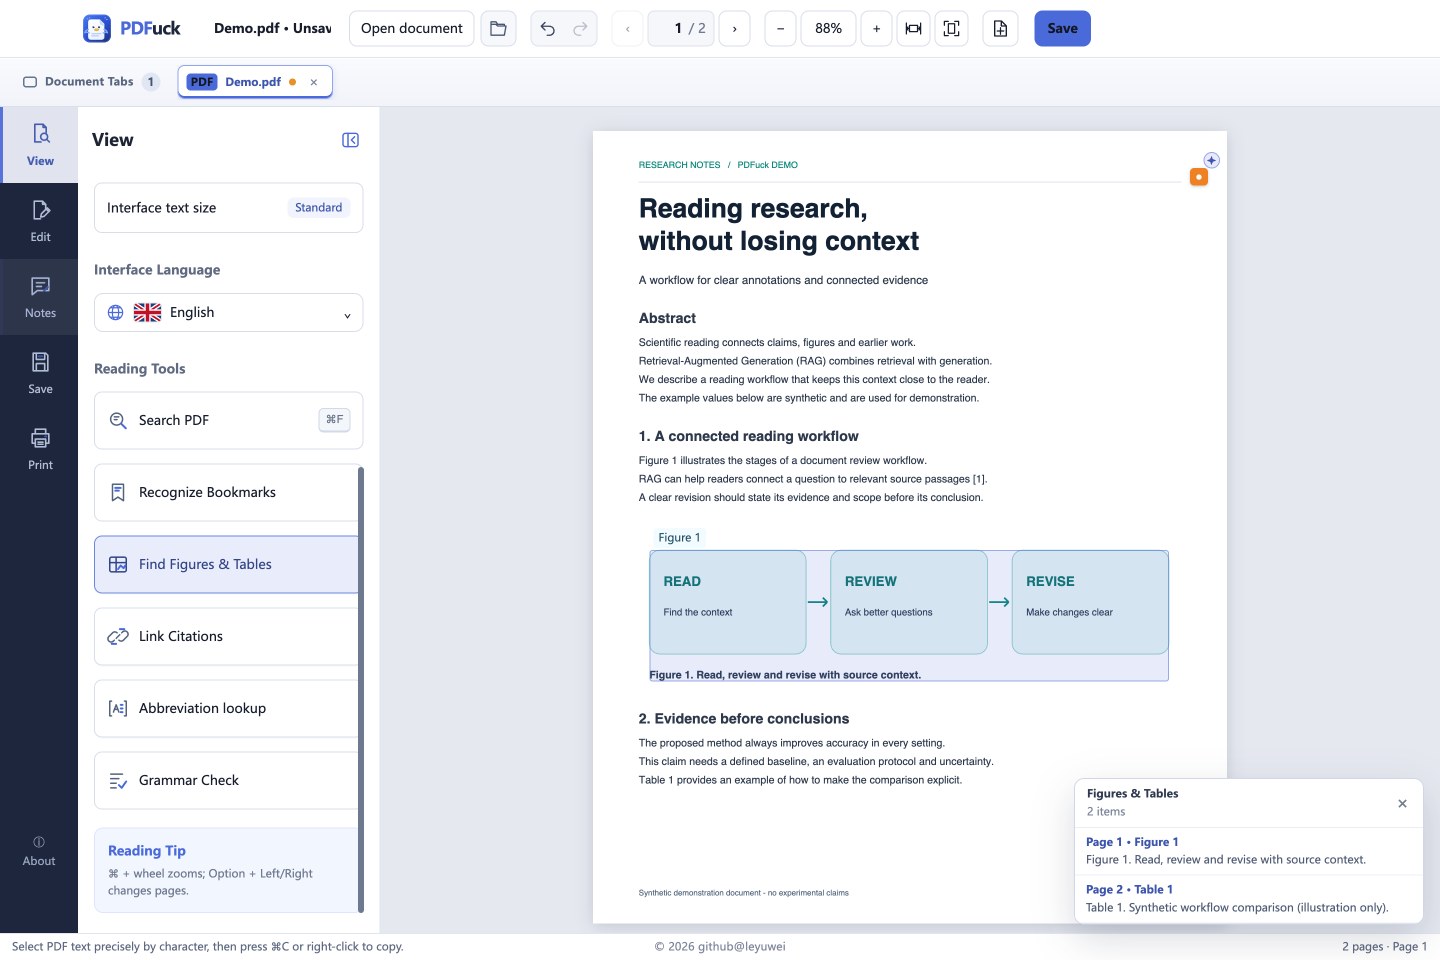 PDFuck
Demo.pdf • Unsav
Open document
1 / 2
88%
Save
Document Tabs 1
PDF Demo.pdf
View
Edit
Notes
Save
Print
About
View
Interface text size Standard
Interface Language
English
Reading Tools
Search PDF ⌘F
Recognize Bookmarks
Find Figures & Tables
Link Citations
Abbreviation lookup
Grammar Check
Reading Tip
⌘ + wheel zooms; Option + Left/Right
changes pages.
RESEARCH NOTES / PDFuck DEMO
Reading research,
without losing context
A workflow for clear annotations and connected evidence
Abstract
Scientific reading connects claims, figures and earlier work.
Retrieval-Augmented Generation (RAG) combines retrieval with generation.
We describe a reading workflow that keeps this context close to the reader.
The example values below are synthetic and are used for demonstration.
1. A connected reading workflow
Figure 1 illustrates the stages of a document review workflow.
RAG can help readers connect a question to relevant source passages [1].
A clear revision should state its evidence and scope before its conclusion.
Figure 1
READ
Find the context
REVIEW
Ask better questions
REVISE
Make changes clear
Figure 1. Read, review and revise with source context.
2. Evidence before conclusions
The proposed method always improves accuracy in every setting.
This claim needs a defined baseline, an evaluation protocol and uncertainty.
Table 1 provides an example of how to make the comparison explicit.
Synthetic demonstration document - no experimental claims
Figures & Tables
2 items
Page 1 • Figure 1
Figure 1. Read, review and revise with source context.
Page 2 • Table 1
Table 1. Synthetic workflow comparison (illustration only).
Select PDF text precisely by character, then press ⌘C or right-click to copy.
© 2026 github@leyuwei
2 pages · Page 1